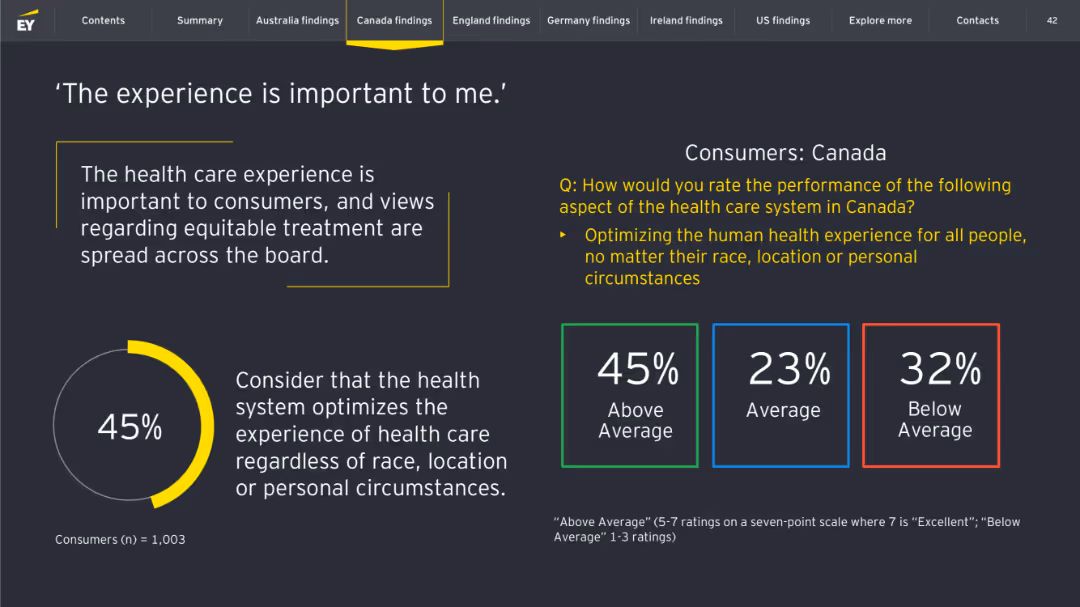 EY
Contents
Summary
Australia findings
Canada findings
England findings
Germany findings
Ireland findings
US findings
Explore more
Contacts
42
‘The experience is important to me.’
The health care experience is
important to consumers, and views
regarding equitable treatment are
spread across the board.
45%
Consider that the health
system optimizes the
experience of health care
regardless of race, location
or personal circumstances.
Consumers (n) = 1,003
Consumers: Canada
Q: How would you rate the performance of the following
aspect of the health care system in Canada?
‣ Optimizing the human health experience for all people,
no matter their race, location or personal
circumstances
45%
Above
Average
23%
Average
32%
Below
Average
“Above Average” (5-7 ratings on a seven-point scale where 7 is “Excellent”; “Below
Average” 1-3 ratings)